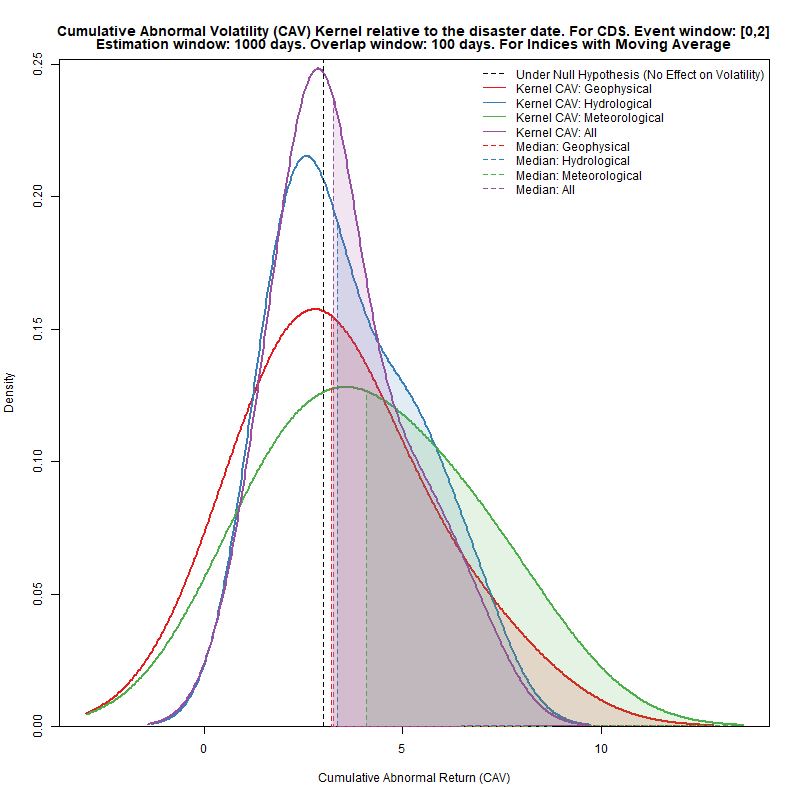 Cumulative Abnormal Volatility (CAV) Kernel relative to the disaster date. For CDS. Event window: [0,2]
Estimation window: 1000 days. Overlap window: 100 days. For Indices with Moving Average
Under Null Hypothesis (No Effect on Volatility)
Kernel CAV: Geophysical
Kernel CAV: Hydrological
Kernel CAV: Meteorological
Kernel CAV: All
Median: Geophysical
Median: Hydrological
Median: Meteorological
Median: All
0.25
0.20
0.15
0.10
0.05
0.00
Density
0
5
10
Cumulative Abnormal Return (CAV)